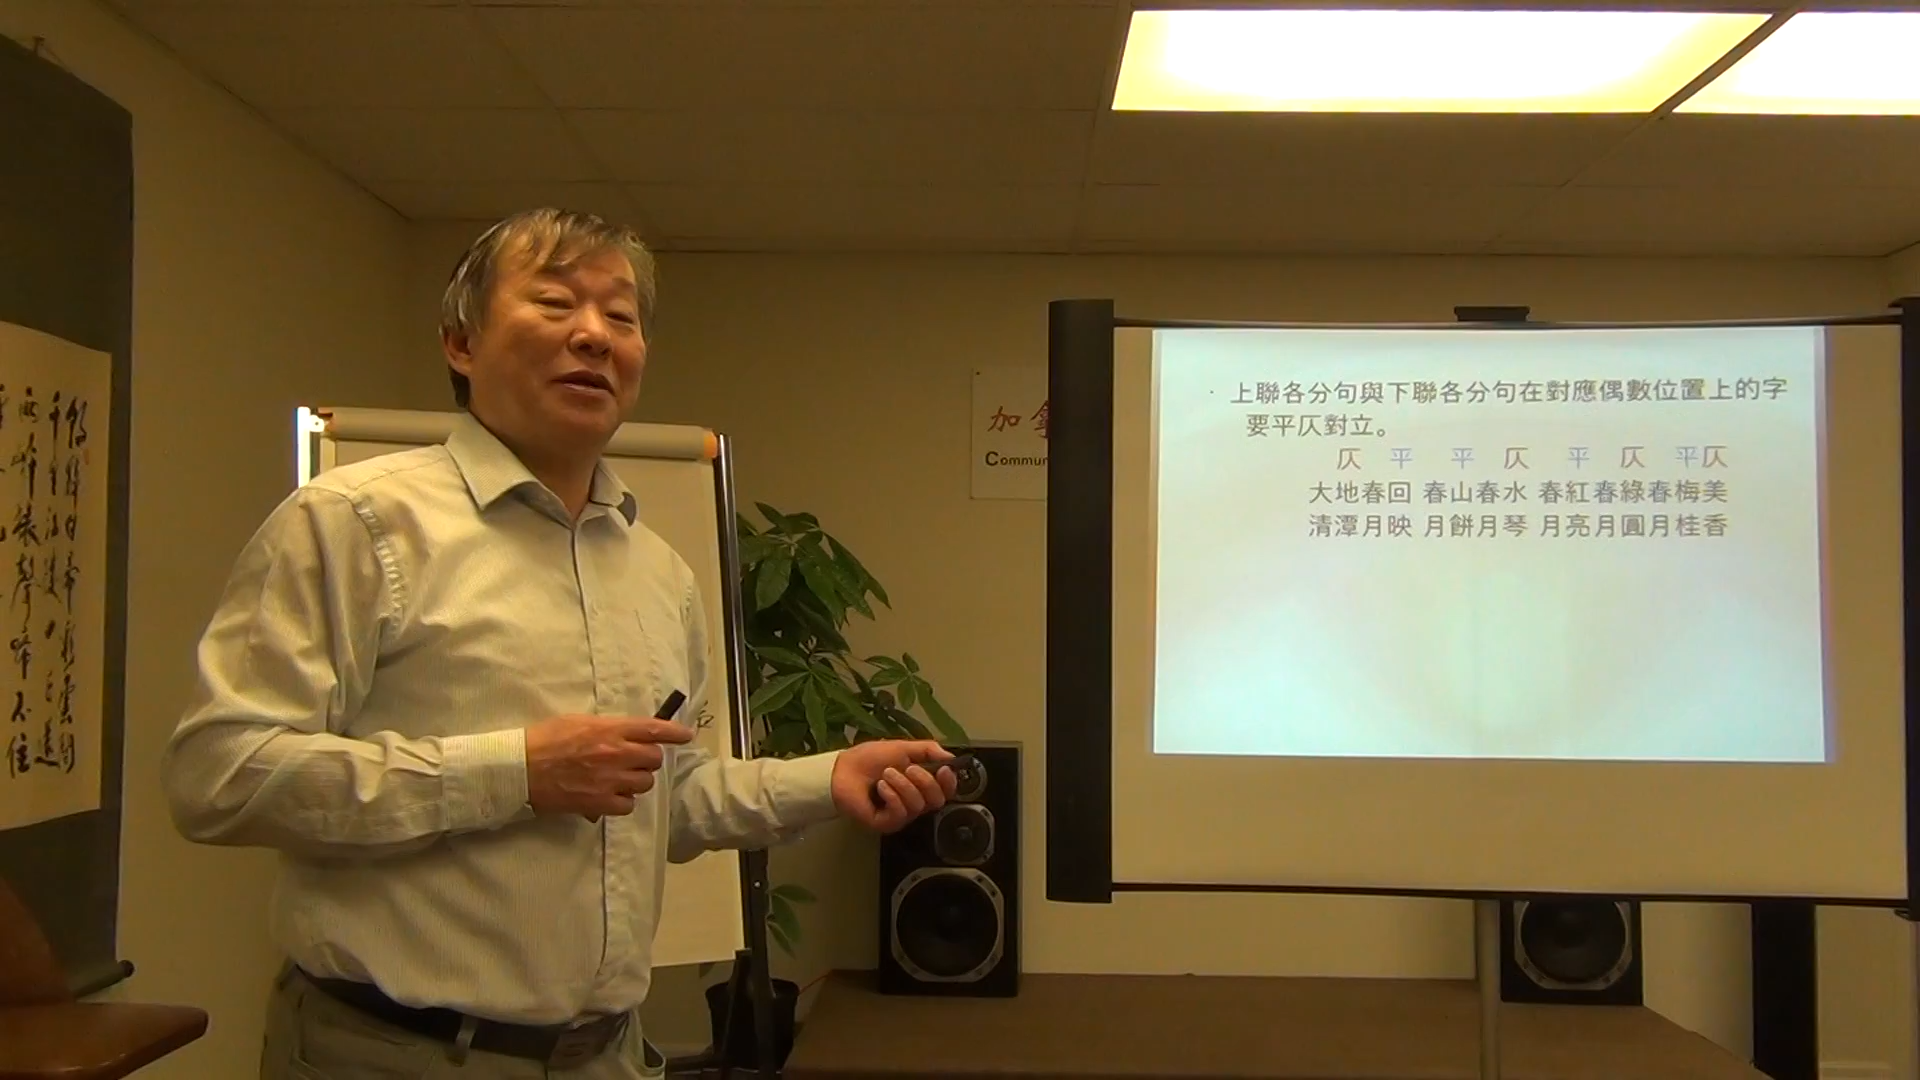 上聯各分句與下聯各分句在對應偶數位置上的字
要平仄對立。
仄 平 平 仄 平 仄 平仄
大地春回 春山春水 春紅春綠春梅美
清潭月映 月餅月琴 月亮月圓月桂香
加拿
Commun
不住